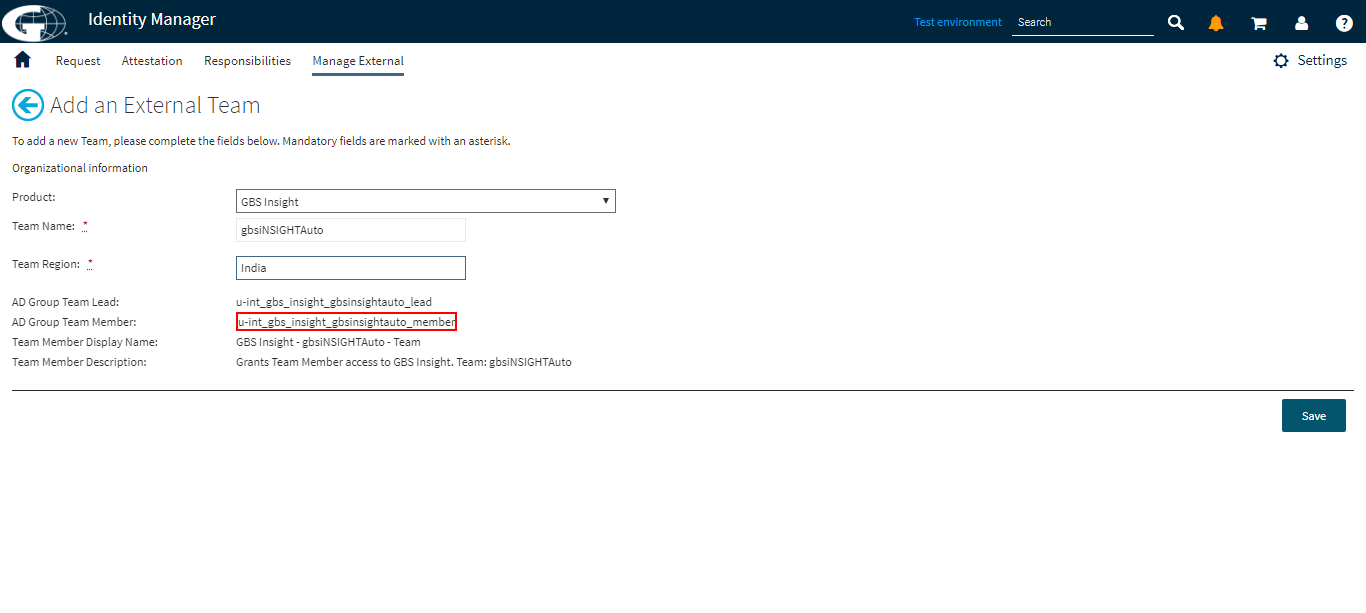 Identity Manager
Test environment
Search
Request Attestation Responsibilities Manage External
Settings
Add an External Team
To add a new Team, please complete the fields below. Mandatory fields are marked with an asterisk.
Organizational information
Product: GBS Insight
Team Name: * gbsiNSIGHTAuto
Team Region: * India
AD Group Team Lead: u-int_gbs_insight_gbsinsightauto_lead
AD Group Team Member: u-int_gbs_insight_gbsinsightauto_member
Team Member Display Name: GBS Insight - gbsiNSIGHTAuto - Team
Team Member Description: Grants Team Member access to GBS Insight. Team: gbsiNSIGHTAuto
Save